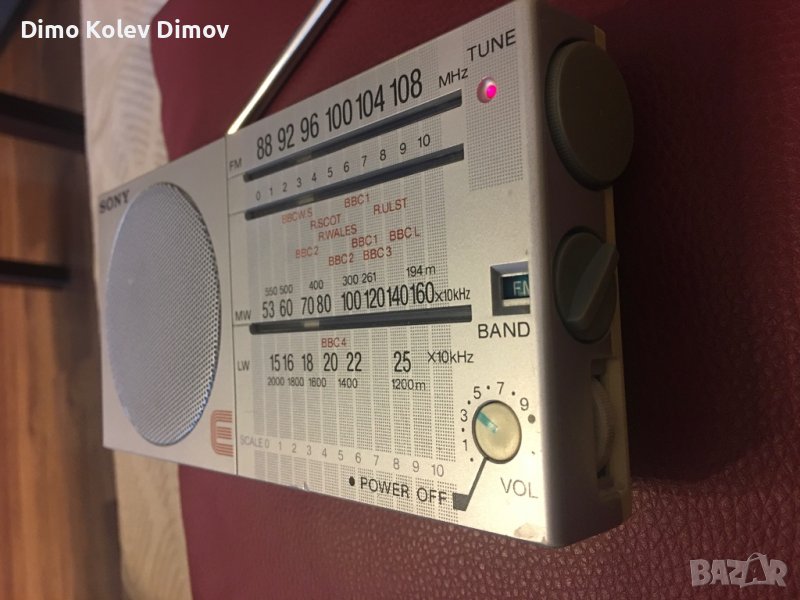 Dimo Kolev Dimov
SONY
TUNE
FM 88 92 96 100 104 108 MHz
0 1 2 3 4 5 6 7 8 9 10
BBCWS BBC1
R.SCOT R.ULST
R.WALES
BBC2 BBC1 BBC L
BBC2 BBC3
550 500 400 300 261 194 m
MW 53 60 70 80 100 120 140 160 x10kHz
FM
BAND
BBC4
LW 15 16 18 20 22 25 X10kHz
2000 1800 1600 1400 1200m
1 3 5 7 9
SCALE 0 1 2 3 4 5 6 7 8 9 10
• POWER OFF
VOL
BAZAR